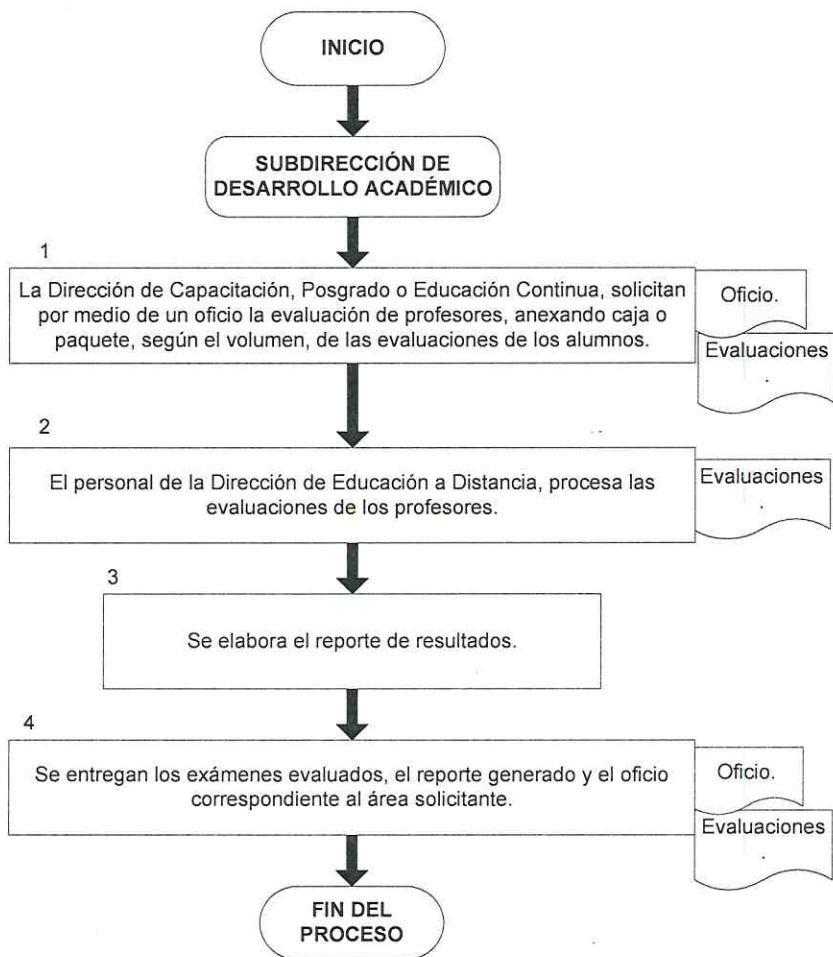 INICIO
SUBDIRECCIÓN DE
DESARROLLO ACADÉMICO
1
La Dirección de Capacitación, Posgrado o Educación Continua, solicitan
por medio de un oficio la evaluación de profesores, anexando caja o
paquete, según el volumen, de las evaluaciones de los alumnos.
Oficio.
Evaluaciones
.
2
El personal de la Dirección de Educación a Distancia, procesa las
evaluaciones de los profesores.
Evaluaciones
.
3
Se elabora el reporte de resultados.
4
Se entregan los exámenes evaluados, el reporte generado y el oficio
correspondiente al área solicitante.
Oficio.
Evaluaciones
.
FIN DEL
PROCESO